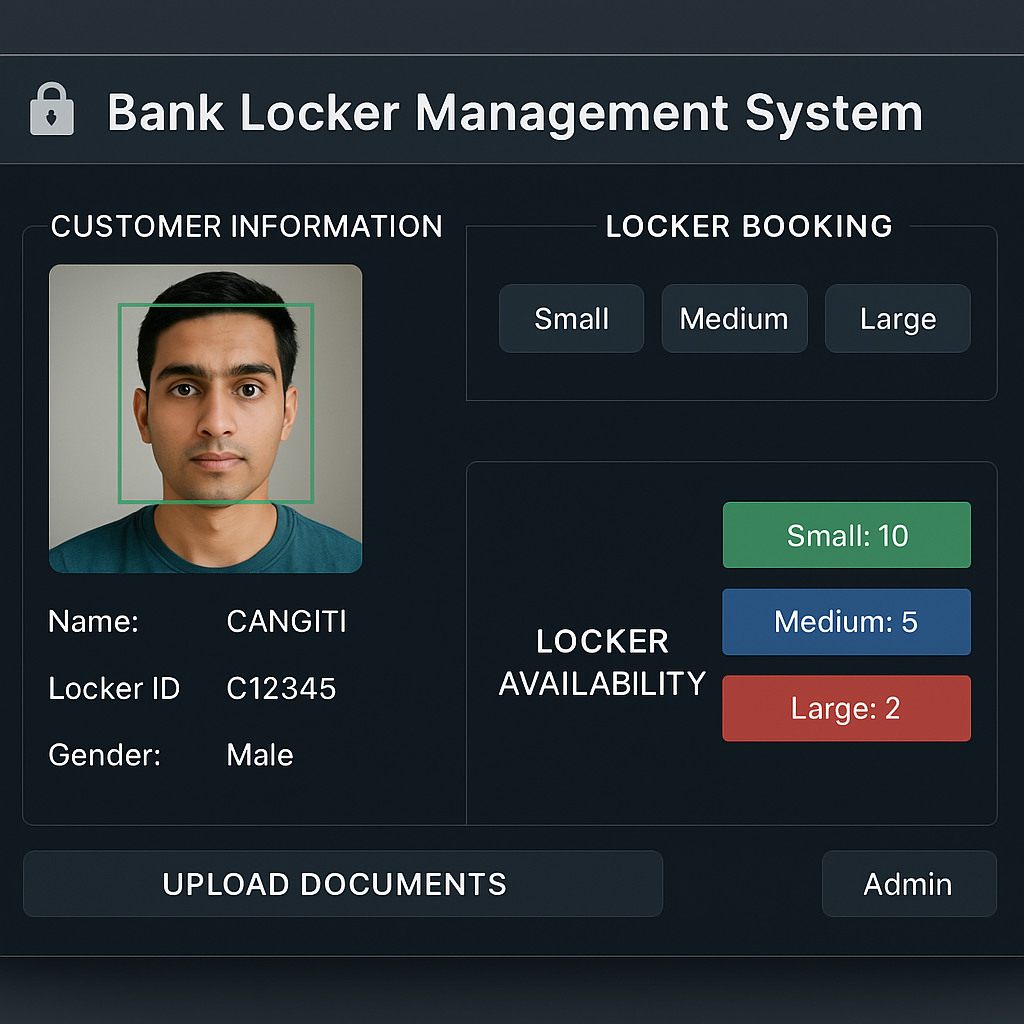 Bank Locker Management System
CUSTOMER INFORMATION
Name: CANGITI
Locker ID C12345
Gender: Male
LOCKER BOOKING
Small Medium Large
LOCKER
AVAILABILITY
Small: 10
Medium: 5
Large: 2
UPLOAD DOCUMENTS
Admin